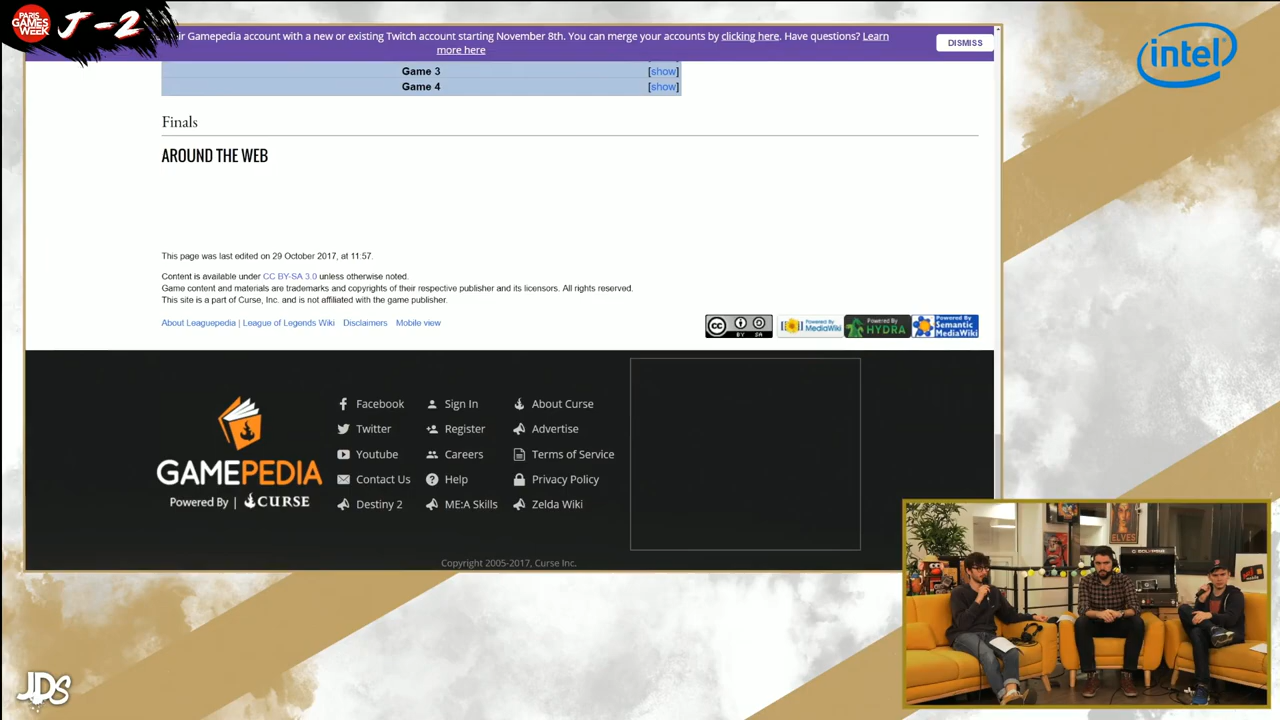 PARIS
GAMES
WEEK
J-2
ir Gamepedia account with a new or existing Twitch account starting November 8th. You can merge your accounts by clicking here. Have questions? Learn
more here
DISMISS
intel
Game 3 [show]
Game 4 [show]
Finals
AROUND THE WEB
This page was last edited on 29 October 2017, at 11:57.
Content is available under CC BY-SA 3.0 unless otherwise noted.
Game content and materials are trademarks and copyrights of their respective publisher and its licensors. All rights reserved.
This site is a part of Curse, Inc. and is not affiliated with the game publisher.
About Leaguepedia | League of Legends Wiki Disclaimers Mobile view
cc BY SA
Powered By MediaWiki
Powered By HYDRA
Powered By Semantic MediaWiki
GAMEPEDIA
Powered By | CURSE
Facebook Sign In About Curse
Twitter Register Advertise
Youtube Careers Terms of Service
Contact Us Help Privacy Policy
Destiny 2 ME:A Skills Zelda Wiki
Copyright 2005-2017, Curse Inc.
ELVES
JDS